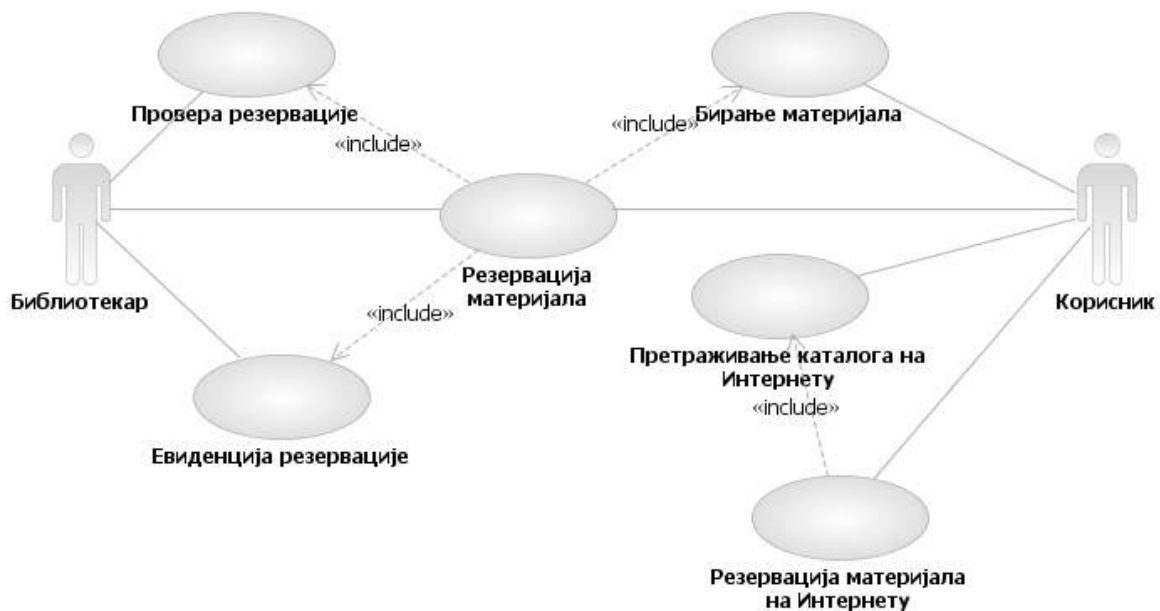 Провера резервације
Бирање материјала
«include»
«include»
Резервација
материјала
Библиотекар
Корисник
«include»
Претраживање каталога на
Интернету
«include»
Евиденција резервације
Резервација материјала
на Интернету